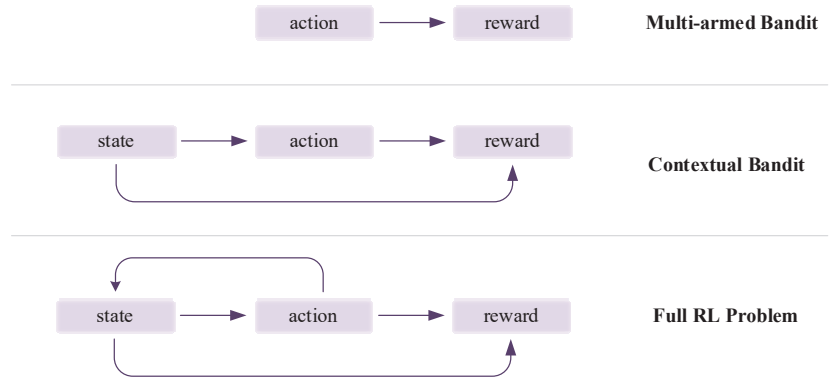 action reward Multi-armed Bandit
state action reward
Contextual Bandit
state action reward Full RL Problem